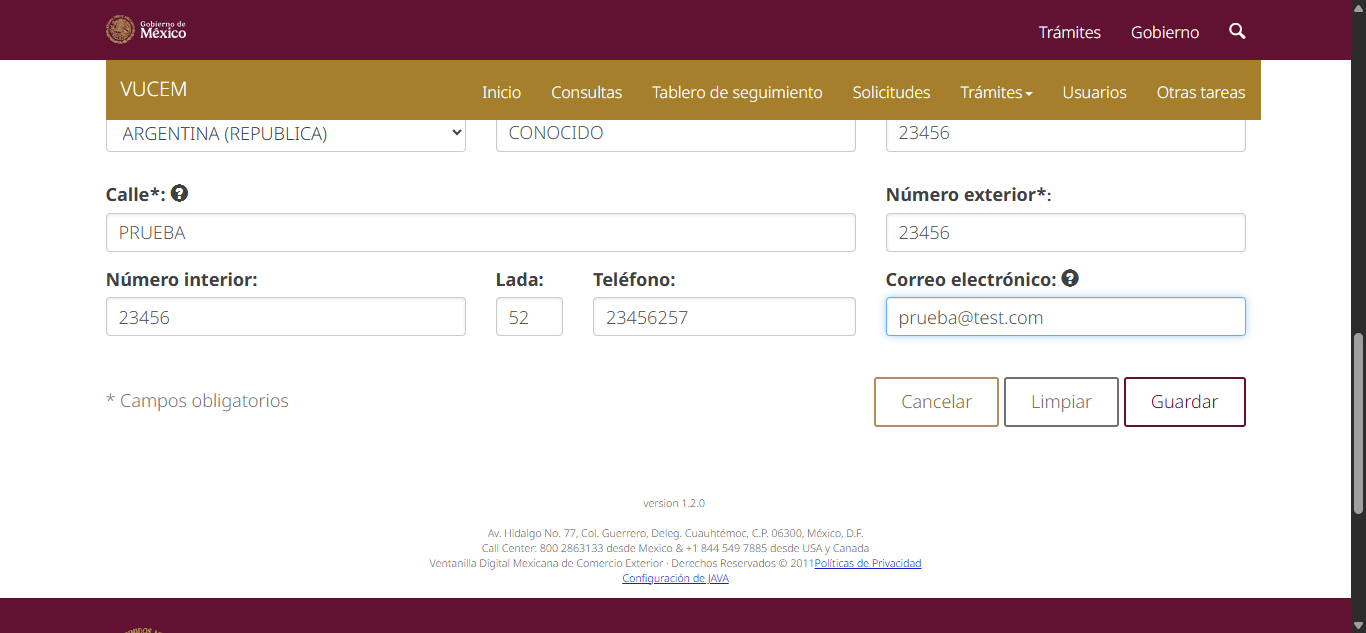 Gobierno de
México
Trámites
Gobierno
VUCEM
Inicio
Consultas
Tablero de seguimiento
Solicitudes
Trámites
Usuarios
Otras tareas
ARGENTINA (REPUBLICA)
CONOCIDO
23456
Calle*:
Número exterior*:
PRUEBA
23456
Número interior:
Lada:
Teléfono:
Correo electrónico:
23456
52
23456257
prueba@test.com
* Campos obligatorios
Cancelar
Limpiar
Guardar
version 1.2.0
Av. Hidalgo No. 77, Col. Guerrero, Deleg. Cuauhtémoc, C.P. 06300, México, D.F.
Call Center: 800 2863133 desde Mexico & +1 844 549 7885 desde USA y Canada
Ventanilla Digital Mexicana de Comercio Exterior · Derechos Reservados © 2011Políticas de Privacidad
Configuración de JAVA